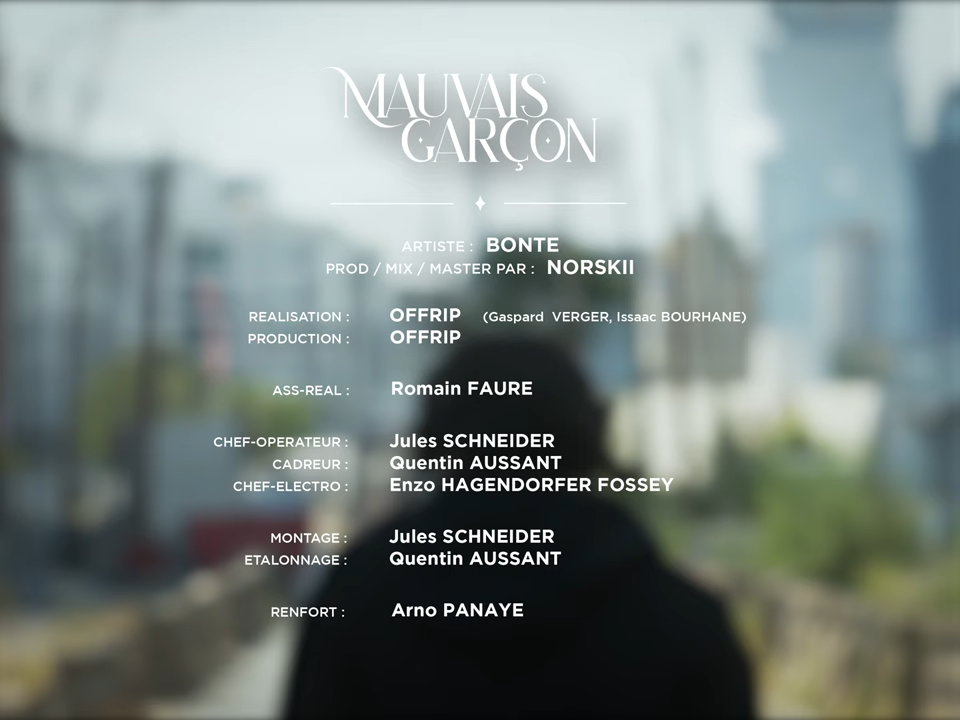 MAUVAIS
GARÇON
ARTISTE : BONTE
PROD / MIX / MASTER PAR : NORSKII
REALISATION : OFFRIP (Gaspard VERGER, Issaac BOURHANE)
PRODUCTION : OFFRIP
ASS-REAL : Romain FAURE
CHEF-OPERATEUR : Jules SCHNEIDER
CADREUR : Quentin AUSSANT
CHEF-ELECTRO : Enzo HAGENDORFER FOSSEY
MONTAGE : Jules SCHNEIDER
ETALONNAGE : Quentin AUSSANT
RENFORT : Arno PANAYE